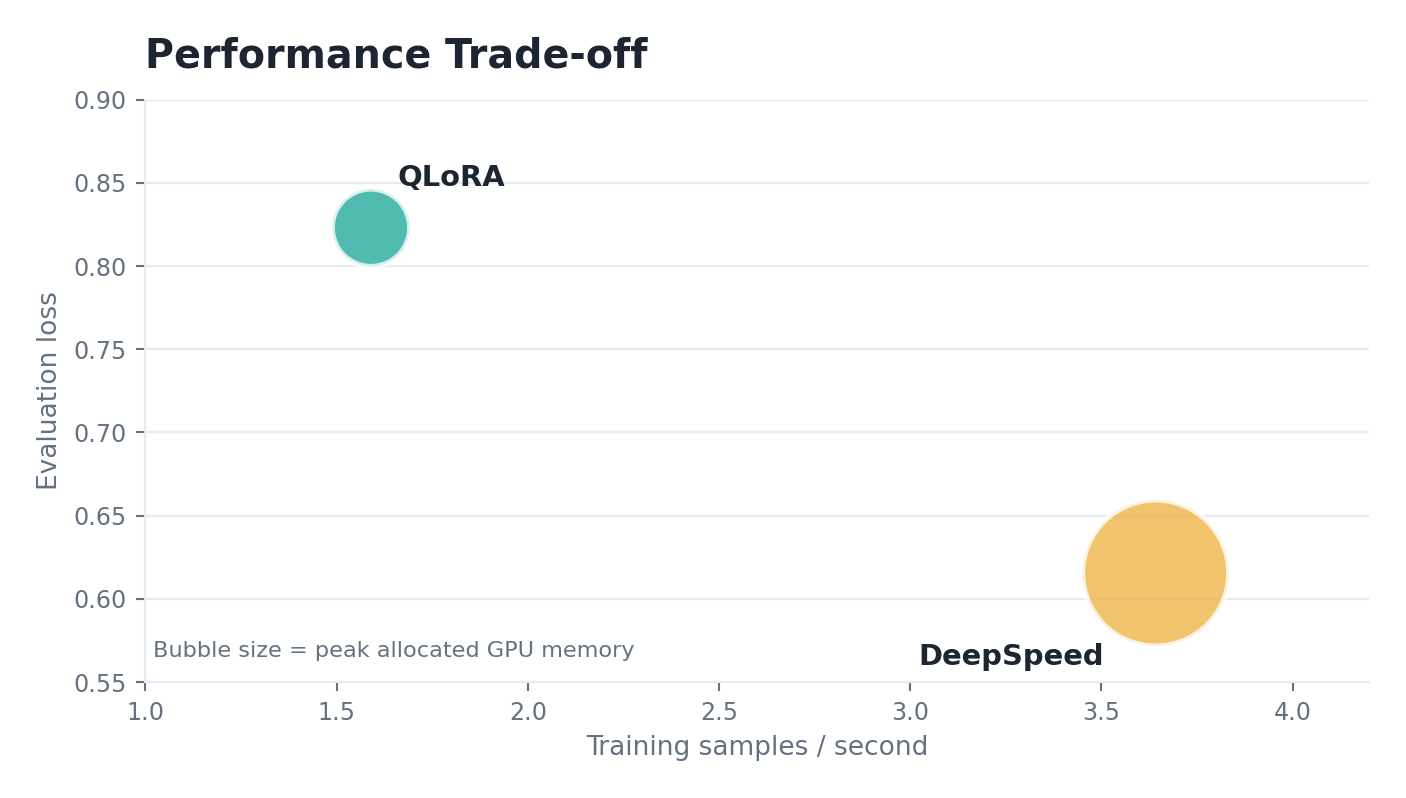 Performance Trade-off
0.90
QLoRA
0.85
0.80
0.75
0.70
0.65
0.60
0.55
Evaluation loss
Bubble size = peak allocated GPU memory
DeepSpeed
1.0 1.5 2.0 2.5 3.0 3.5 4.0
Training samples / second